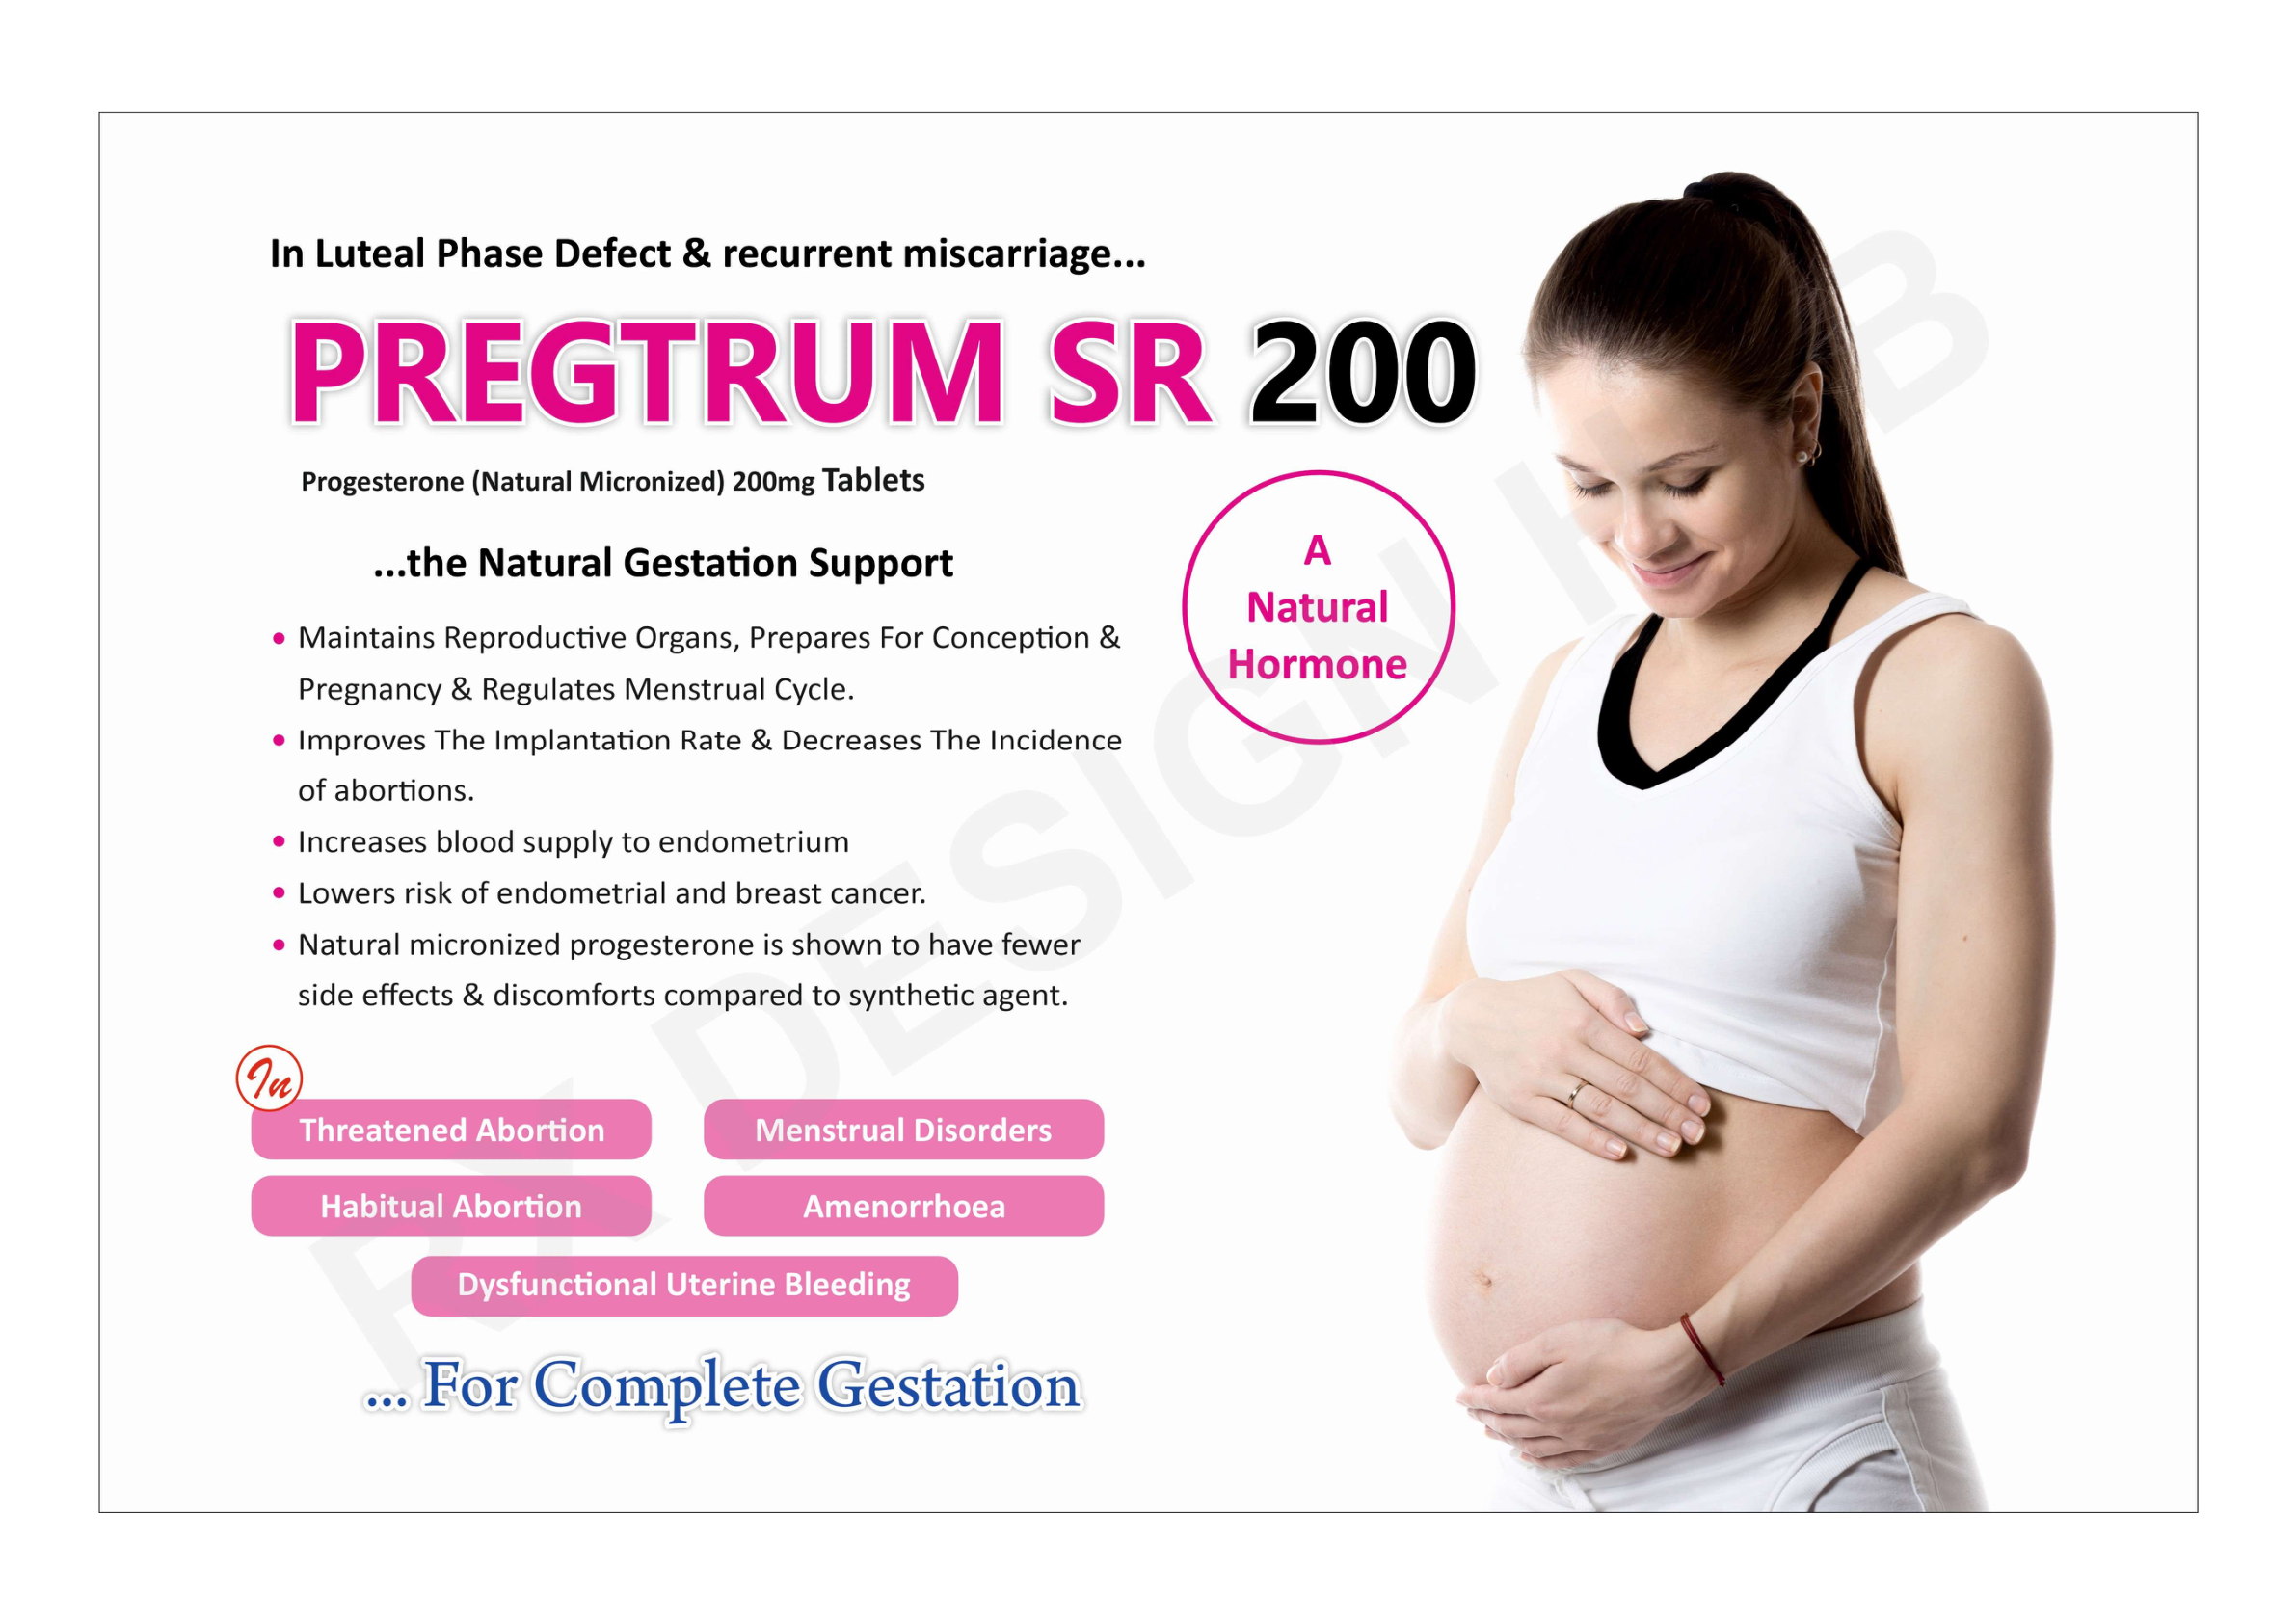 In Luteal Phase Defect & recurrent miscarriage...
PREGTRUM SR 200
Progesterone (Natural Micronized) 200mg Tablets
...the Natural Gestation Support
• Maintains Reproductive Organs, Prepares For Conception &
Pregnancy & Regulates Menstrual Cycle.
• Improves The Implantation Rate & Decreases The Incidence
of abortions.
• Increases blood supply to endometrium
• Lowers risk of endometrial and breast cancer.
• Natural micronized progesterone is shown to have fewer
side effects & discomforts compared to synthetic agent.
A
Natural
Hormone
In
Threatened Abortion
Menstrual Disorders
Habitual Abortion
Amenorrhoea
Dysfunctional Uterine Bleeding
... For Complete Gestation
RX DESIGN HUB